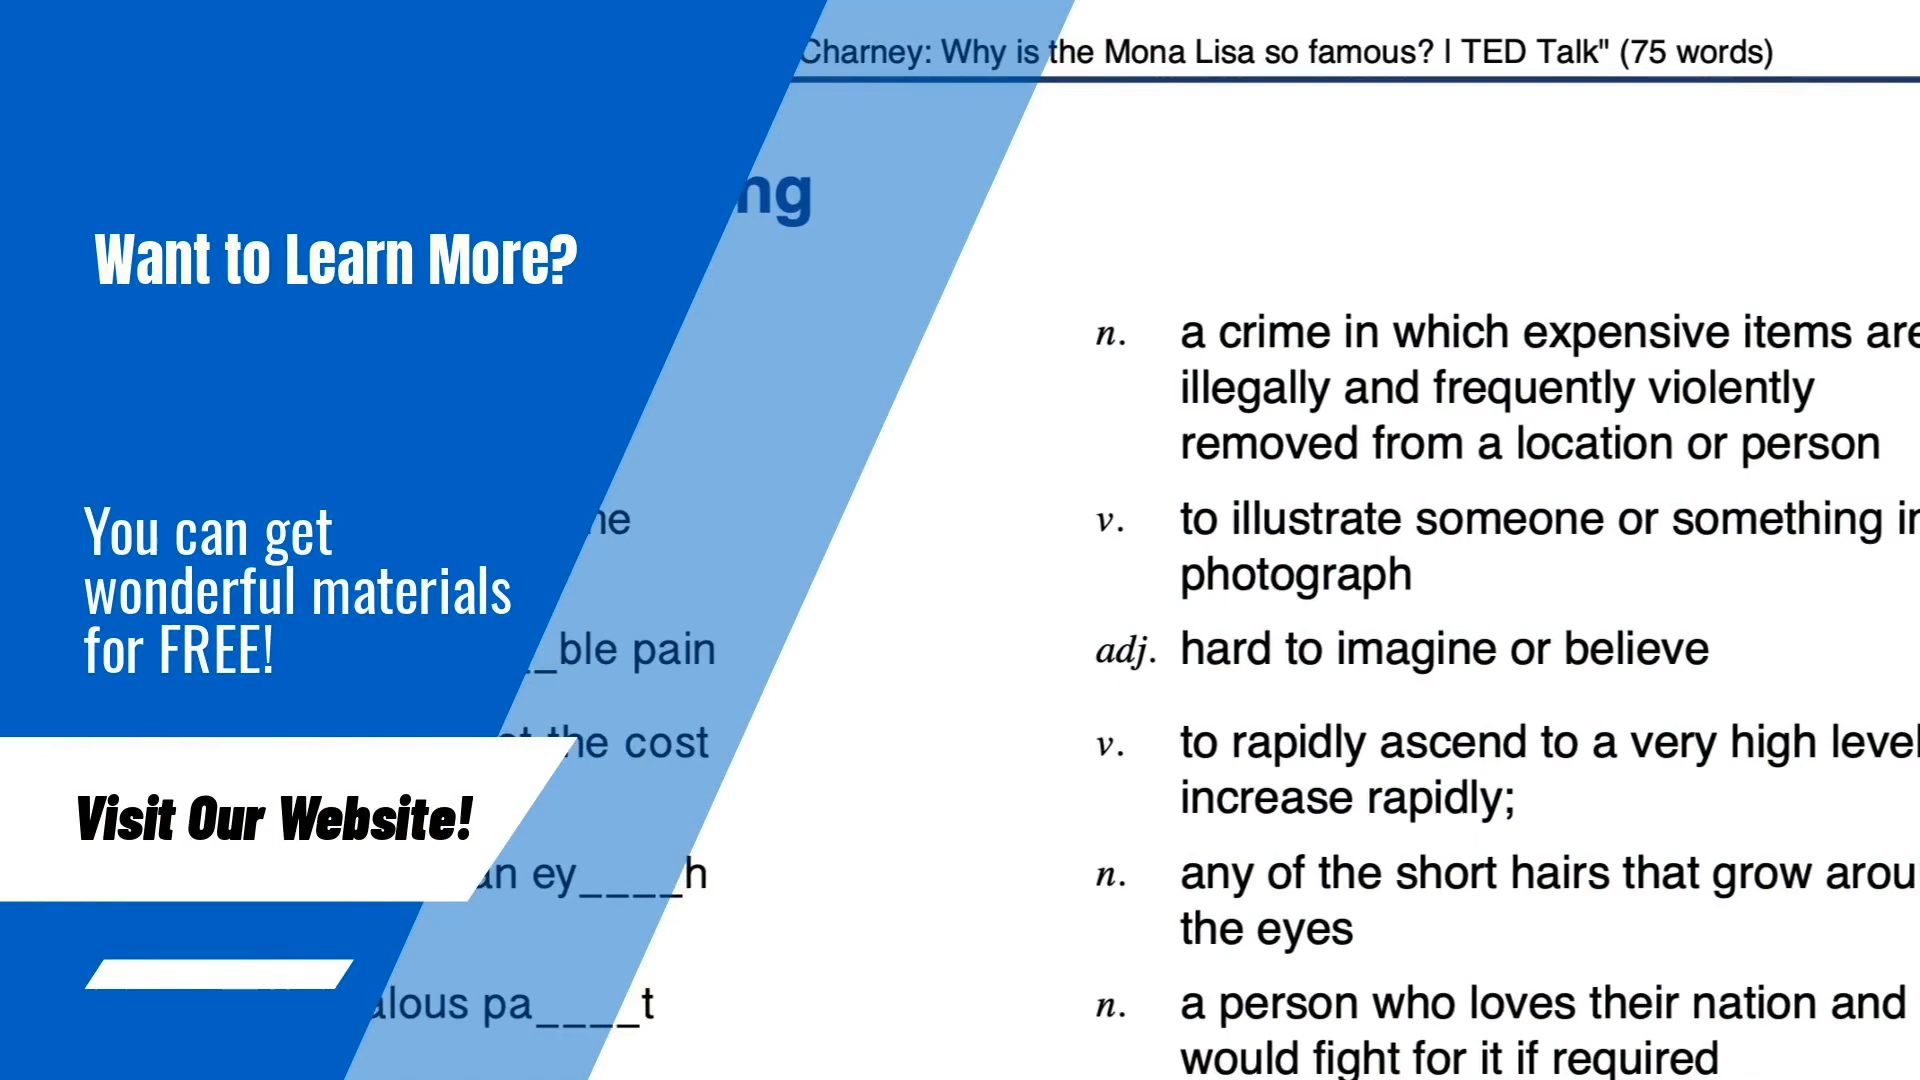 Charney: Why is the Mona Lisa so famous? | TED Talk" (75 words)
ng
Want to Learn More?
n. a crime in which expensive items are
illegally and frequently violently
removed from a location or person
You can get
wonderful materials
for FREE!
v. to illustrate someone or something in
photograph
_ble pain
adj. hard to imagine or believe
the cost
v. to rapidly ascend to a very high level
increase rapidly;
Visit Our Website!
an ey____h
n. any of the short hairs that grow arou
the eyes
alous pa____t
n. a person who loves their nation and
would fight for it if required